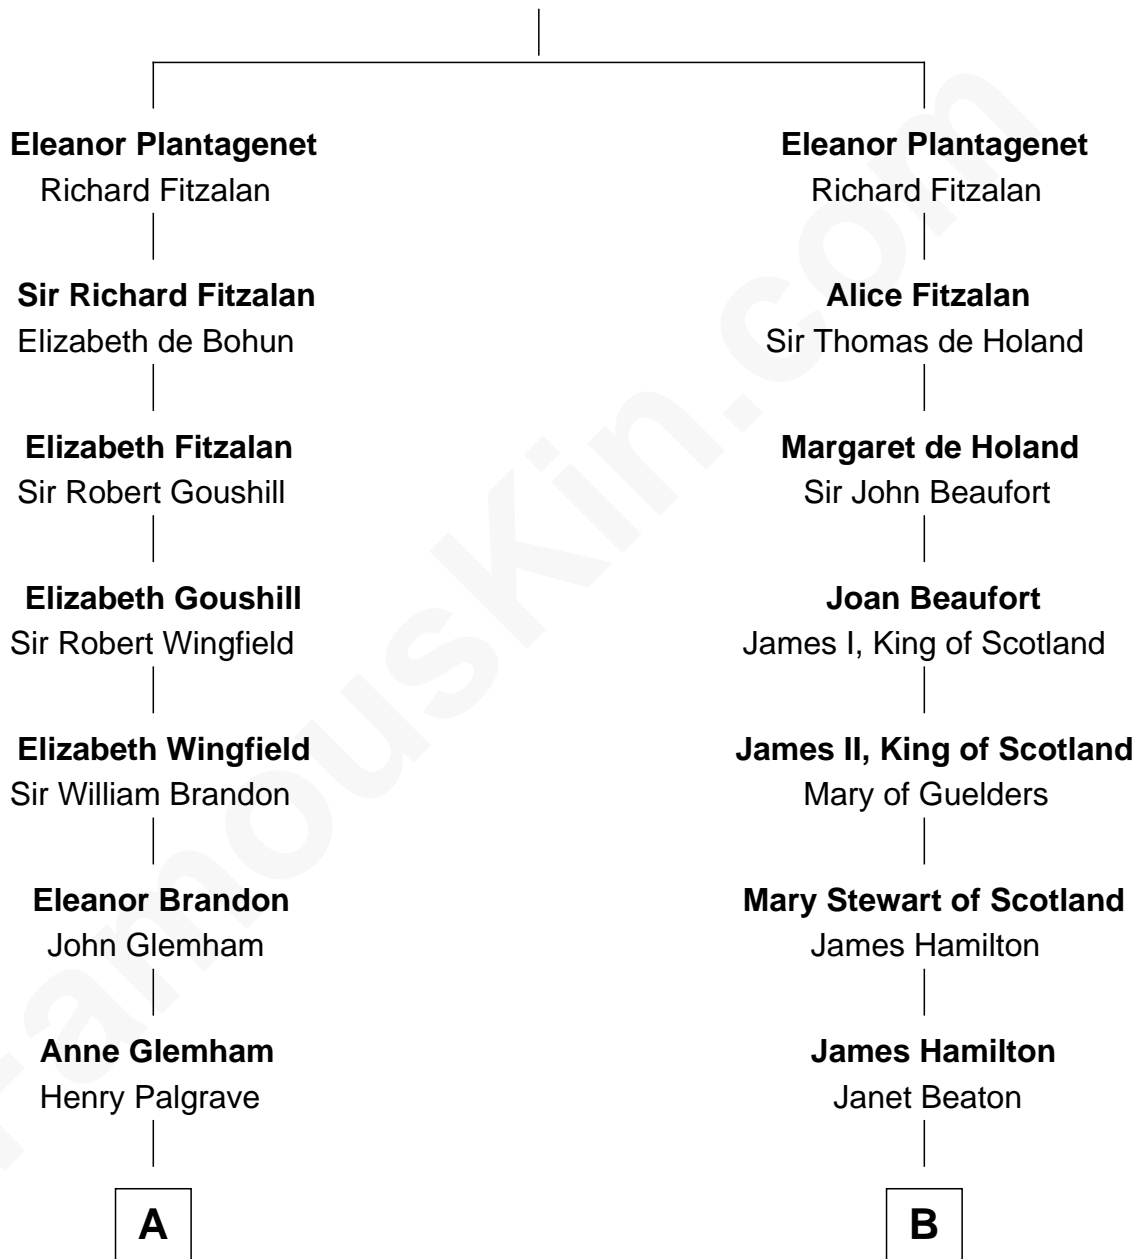 Eleanor Plantagenet
Richard Fitzalan
Sir Richard Fitzalan
Elizabeth de Bohun
Elizabeth Fitzalan
Sir Robert Goushill
Elizabeth Goushill
Sir Robert Wingfield
Elizabeth Wingfield
Sir William Brandon
Eleanor Brandon
John Glemham
Anne Glemham
Henry Palgrave
A
Eleanor Plantagenet
Richard Fitzalan
Alice Fitzalan
Sir Thomas de Holand
Margaret de Holand
Sir John Beaufort
Joan Beaufort
James I, King of Scotland
James II, King of Scotland
Mary of Guelders
Mary Stewart of Scotland
James Hamilton
James Hamilton
Janet Beaton
B
FamousKin.com